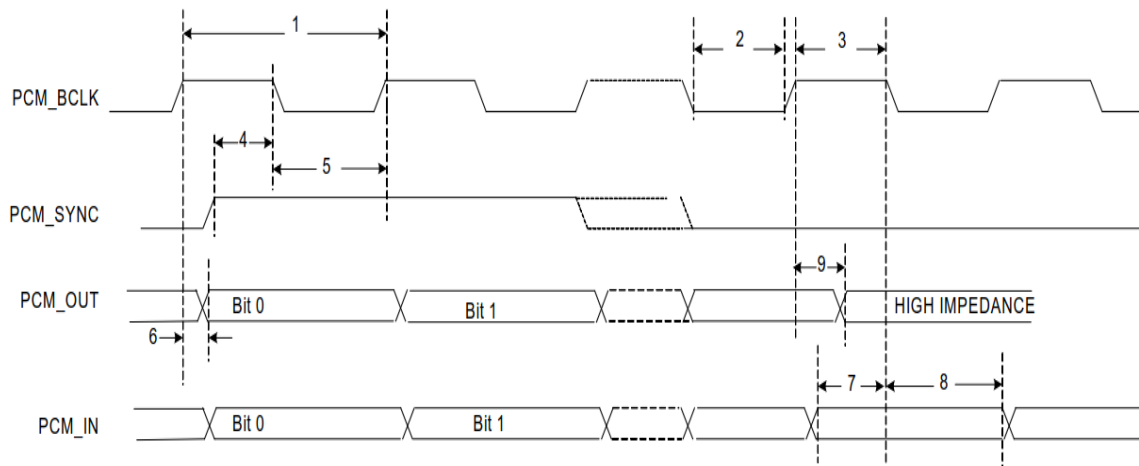 1
2
3
PCM_BCLK
4
5
PCM_SYNC
9
PCM_OUT
Bit 0
Bit 1
HIGH IMPEDANCE
6
7
8
PCM_IN
Bit 0
Bit 1